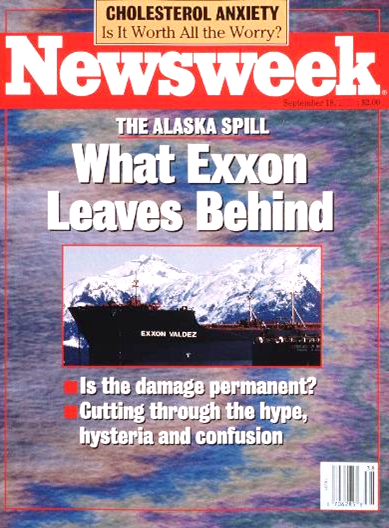 CHOLESTEROL ANXIETY
Is It Worth All the Worry?
Newsweek
September 18, : $2.00
THE ALASKA SPILL
What Exxon
Leaves Behind
EXXON VALDEZ
Is the damage permanent?
Cutting through the hype,
hysteria and confusion